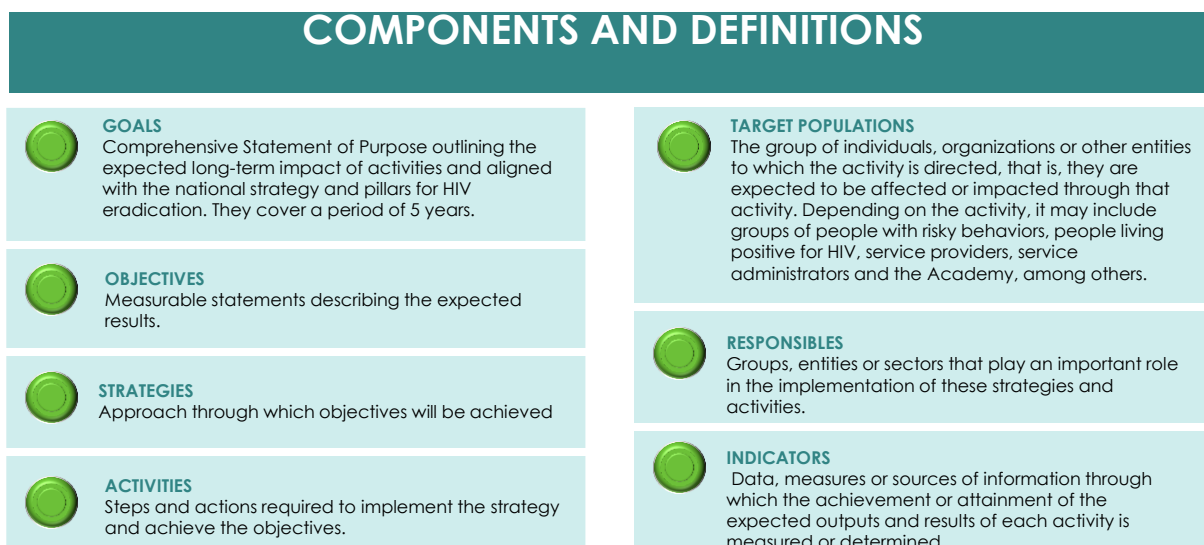 COMPONENTS AND DEFINITIONS
GOALS
Comprehensive Statement of Purpose outlining the
expected long-term impact of activities and aligned
with the national strategy and pillars for HIV
eradication. They cover a period of 5 years.
OBJECTIVES
Measurable statements describing the expected
results.
STRATEGIES
Approach through which objectives will be achieved
ACTIVITIES
Steps and actions required to implement the strategy
and achieve the objectives.
TARGET POPULATIONS
The group of individuals, organizations or other entities
to which the activity is directed, that is, they are
expected to be affected or impacted through that
activity. Depending on the activity, it may include
groups of people with risky behaviors, people living
positive for HIV, service providers, service
administrators and the Academy, among others.
RESPONSIBLES
Groups, entities or sectors that play an important role
in the implementation of these strategies and
activities.
INDICATORS
Data, measures or sources of information through
which the achievement or attainment of the
expected outputs and results of each activity is
measured or determined